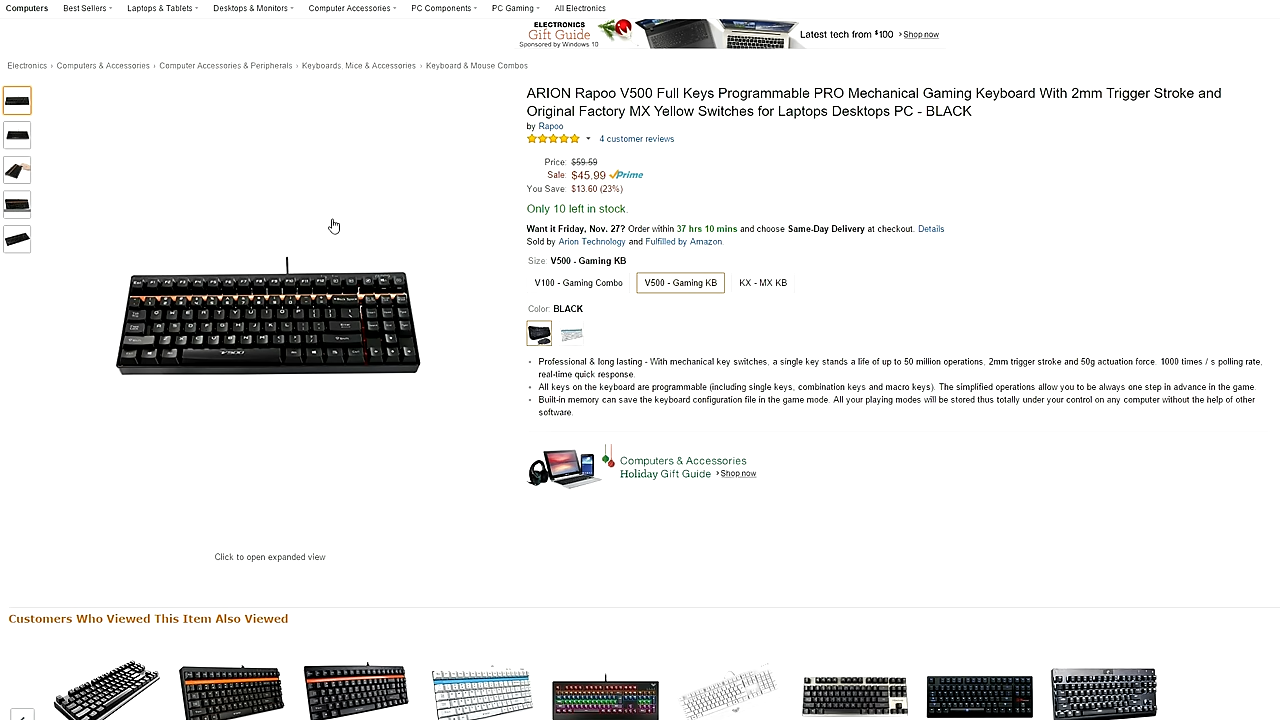 Computers Best Sellers Laptops & Tablets Desktops & Monitors Computer Accessories PC Components PC Gaming All Electronics
ELECTRONICS
Gift Guide
Sponsored by Windows 10
Latest tech from $100 › Shop now
Electronics › Computers & Accessories › Computer Accessories & Peripherals › Keyboards, Mice & Accessories › Keyboard & Mouse Combos
ARION Rapoo V500 Full Keys Programmable PRO Mechanical Gaming Keyboard With 2mm Trigger Stroke and
Original Factory MX Yellow Switches for Laptops Desktops PC - BLACK
by Rapoo
4 customer reviews
Price: $59.59
Sale: $45.99 Prime
You Save: $13.60 (23%)
Only 10 left in stock.
Want it Friday, Nov. 27? Order within 37 hrs 10 mins and choose Same-Day Delivery at checkout. Details
Sold by Arion Technology and Fulfilled by Amazon.
Size: V500 - Gaming KB
V100 - Gaming Combo V500 - Gaming KB KX - MX KB
Color: BLACK
• Professional & long lasting - With mechanical key switches, a single key stands a life of up to 50 million operations, 2mm trigger stroke and 50g actuation force. 1000 times / s polling rate,
real-time quick response.
• All keys on the keyboard are programmable (including single keys, combination keys and macro keys). The simplified operations allow you to be always one step in advance in the game.
• Built-in memory can save the keyboard configuration file in the game mode. All your playing modes will be stored thus totally under your control on any computer without the help of other
software.
Computers & Accessories
Holiday Gift Guide › Shop now
V500
Click to open expanded view
Customers Who Viewed This Item Also Viewed